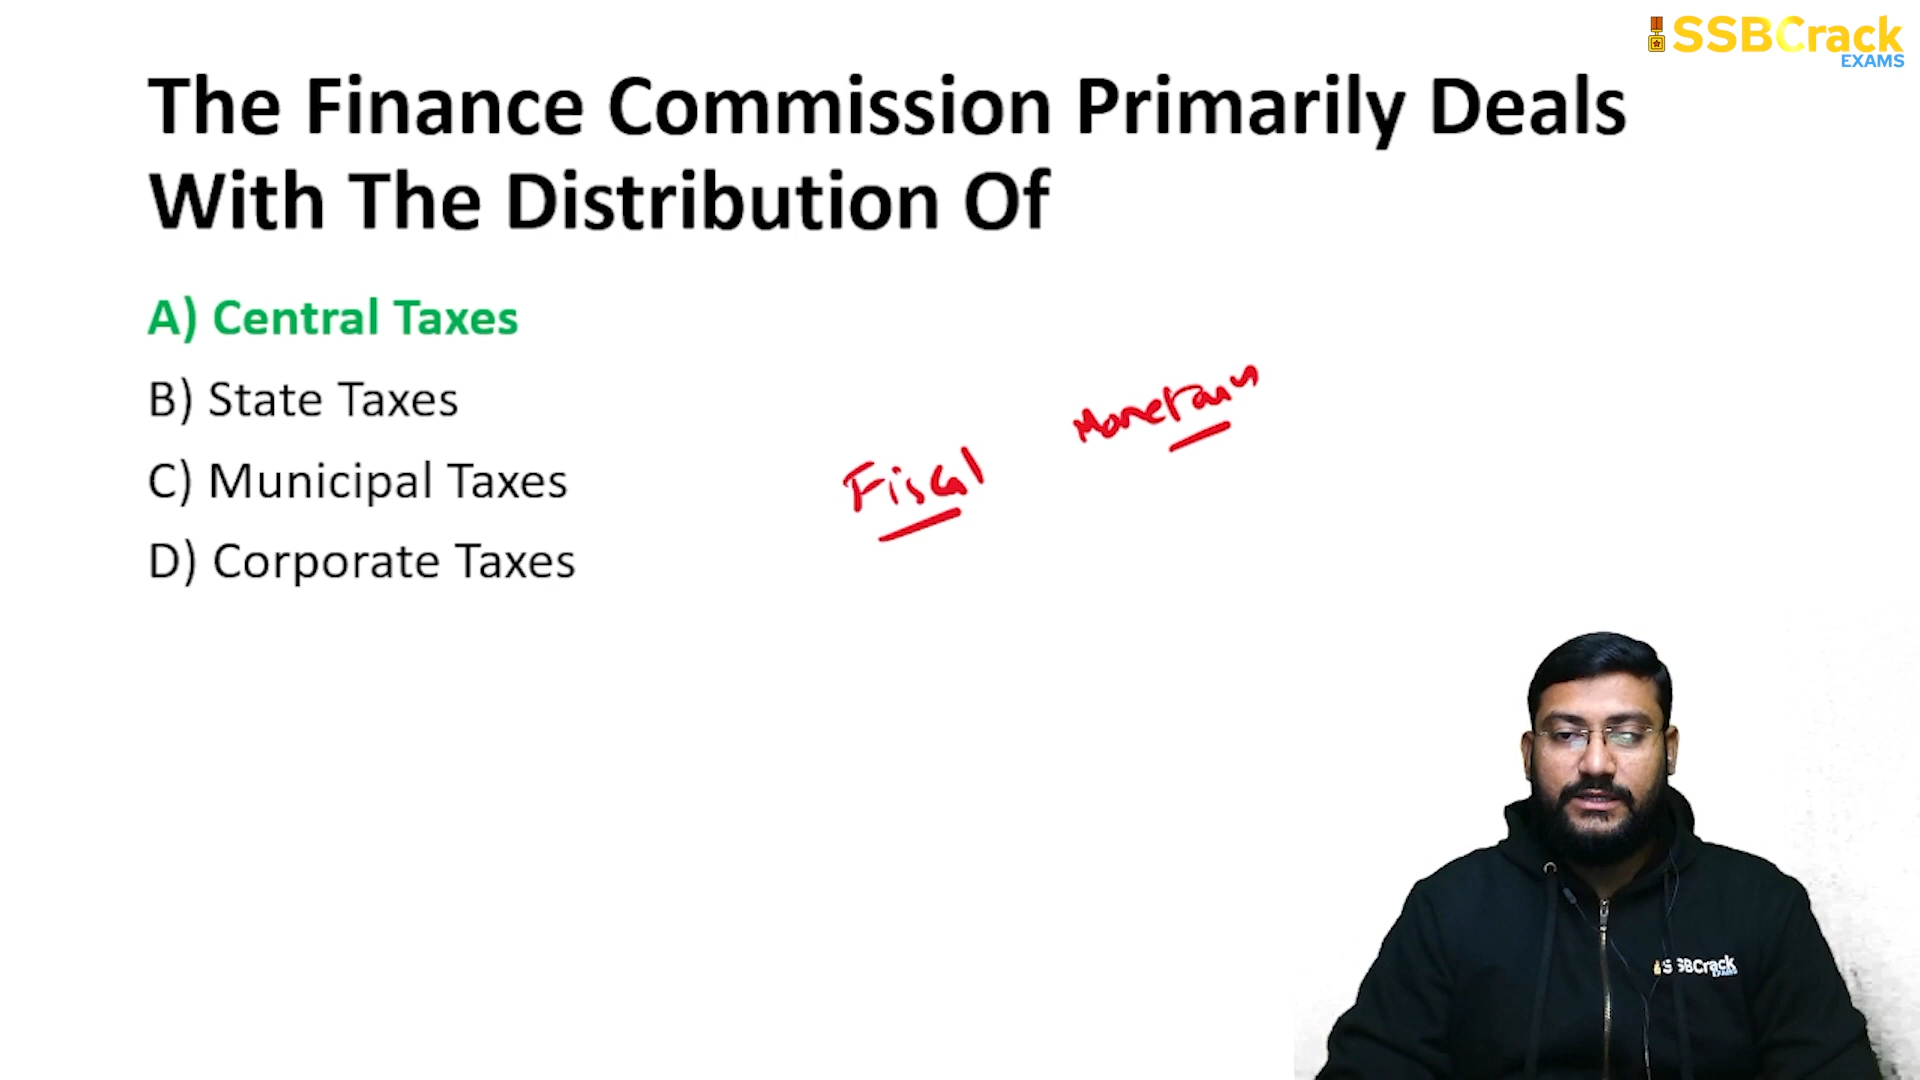 SSBCrack
EXAMS
The Finance Commission Primarily Deals
With The Distribution Of
A) Central Taxes
B) State Taxes
C) Municipal Taxes
D) Corporate Taxes
Monetary
Fiscal
SSBCrack
EXAMS